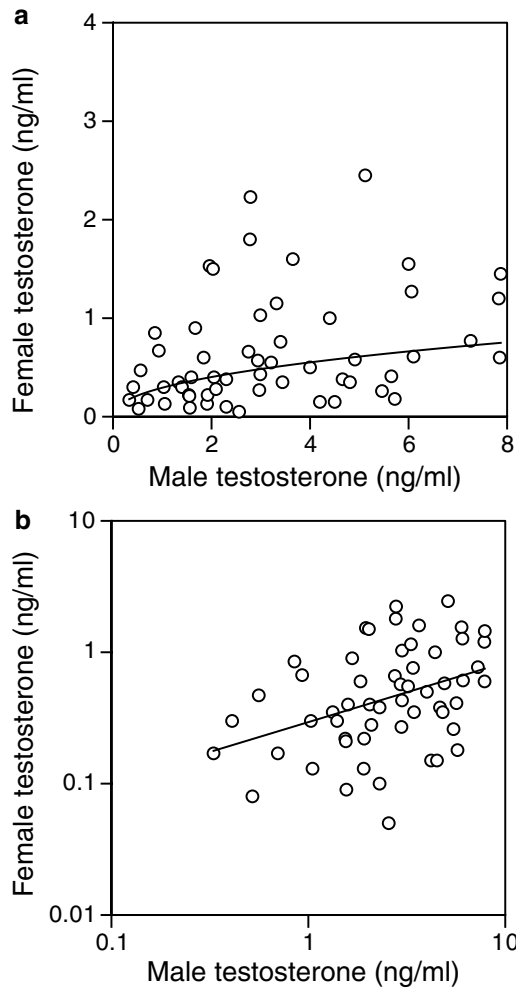 a
4
3
2
1
0
0 2 4 6 8
Female testosterone (ng/ml)
Male testosterone (ng/ml)
b
10
1
0.1
0.01
0.1 1 10
Female testosterone (ng/ml)
Male testosterone (ng/ml)